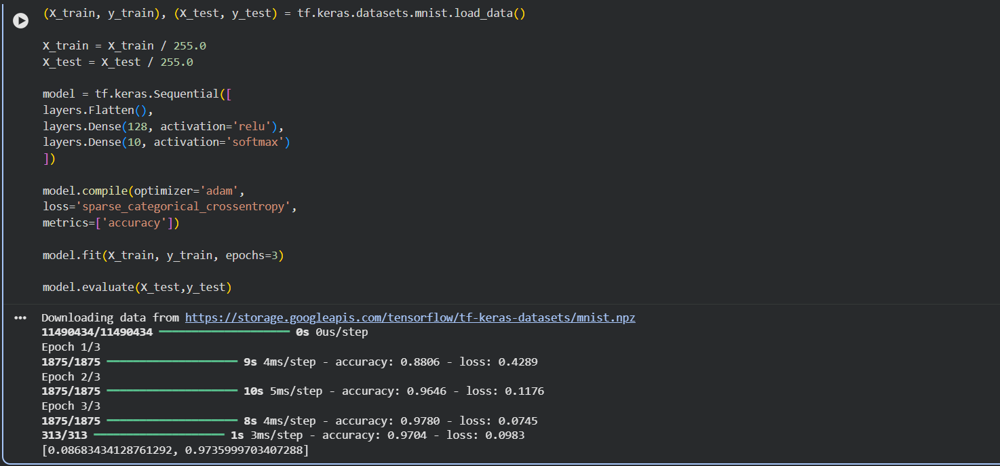 (X_train, y_train), (X_test, y_test) = tf.keras.datasets.mnist.load_data()
X_train = X_train / 255.0
X_test = X_test / 255.0
model = tf.keras.Sequential([
layers.Flatten(),
layers.Dense(128, activation='relu'),
layers.Dense(10, activation='softmax')
])
model.compile(optimizer='adam',
loss='sparse_categorical_crossentropy',
metrics=['accuracy'])
model.fit(X_train, y_train, epochs=3)
model.evaluate(X_test,y_test)
Downloading data from https://storage.googleapis.com/tensorflow/tf-keras-datasets/mnist.npz
11490434/11490434 ━━━━━━━━━━━━━━━━━━━━ 0s 0us/step
Epoch 1/3
1875/1875 ━━━━━━━━━━━━━━━━━━━━ 9s 4ms/step - accuracy: 0.8806 - loss: 0.4289
Epoch 2/3
1875/1875 ━━━━━━━━━━━━━━━━━━━━ 10s 5ms/step - accuracy: 0.9646 - loss: 0.1176
Epoch 3/3
1875/1875 ━━━━━━━━━━━━━━━━━━━━ 8s 4ms/step - accuracy: 0.9780 - loss: 0.0745
313/313 ━━━━━━━━━━━━━━━━━━━━ 1s 3ms/step - accuracy: 0.9704 - loss: 0.0983
[0.08683434128761292, 0.9735999703407288]